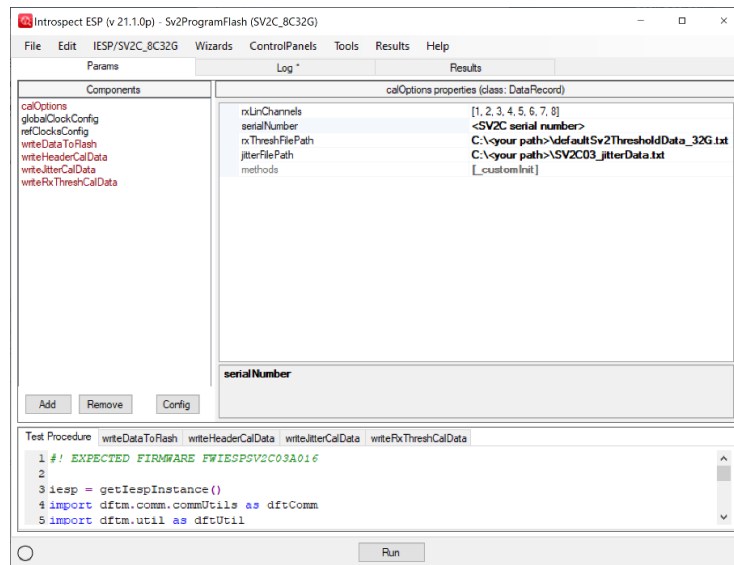 Introspect ESP (v 21.1.0p) - Sv2ProgramFlash (SV2C_8C32G)
File Edit IESP/SV2C_8C32G Wizards ControlPanels Tools Results Help
Params Log * Results
Components
calOptions
globalClockConfig
refClocksConfig
writeDataToFlash
writeHeaderCalData
writeJitterCalData
writeRxThreshCalData
Add Remove Config
calOptions properties (class: DataRecord)
rxLinChannels [1, 2, 3, 4, 5, 6, 7, 8]
serialNumber <SV2C serial number>
rxThreshFilePath C:\<your path>\defaultSv2ThresholdData_32G.txt
jitterFilePath C:\<your path>\SV2C03_jitterData.txt
methods [_customInit]
serialNumber
Test Procedure writeDataToFlash writeHeaderCalData writeJitterCalData writeRxThreshCalData
1 #! EXPECTED FIRMWARE FWIESPSV2C03A016
2
3 iesp = getIespInstance()
4 import dftm.comm.commUtils as dftComm
5 import dftm.util as dftUtil
Run